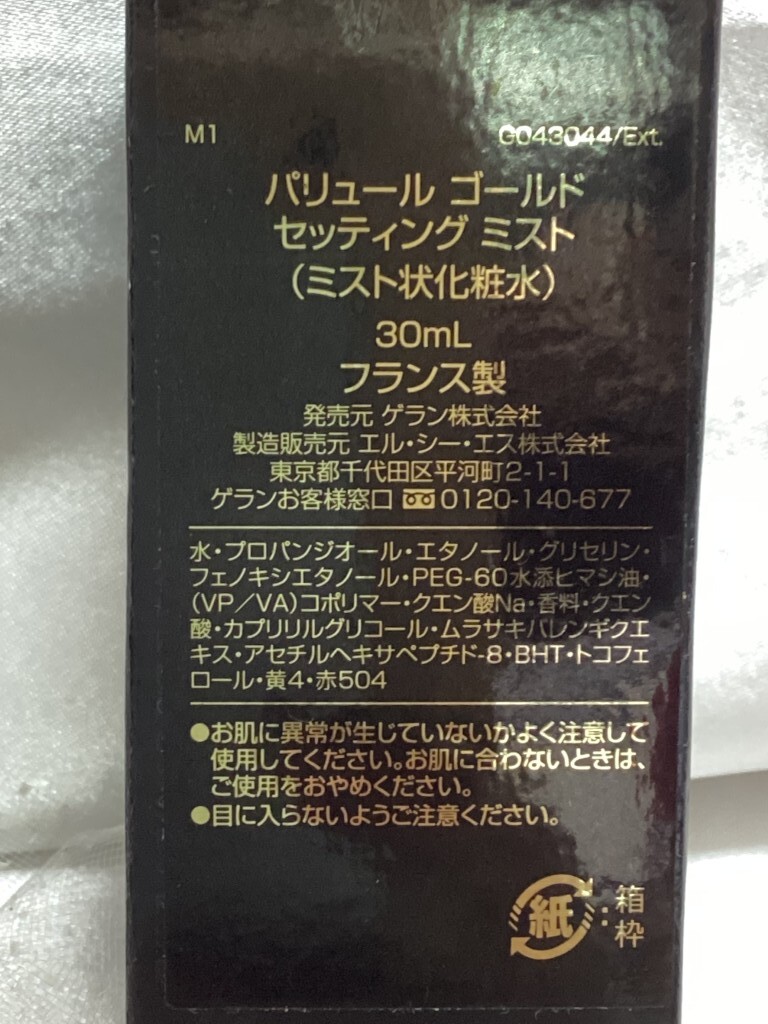 M1
G043044/Ext.
パリュール ゴールド
セッティング ミスト
(ミスト状化粧水)
30mL
フランス製
発売元 ゲラン株式会社
製造販売元 エル・シー・エス株式会社
東京都千代田区平河町2-1-1
ゲランお客様窓口 0120-140-677
水・プロパンジオール・エタノール・グリセリン・
フェノキシエタノール・PEG-60水添ヒマシ油・
(VP/VA)コポリマー・クエン酸Na・香料・クエン
酸・カプリリルグリコール・ムラサキバレンギクエ
キス・アセチルヘキサペプチド-8・BHT・トコフェ
ロール・黄4・赤504
●お肌に異常が生じていないかよく注意して
使用してください。お肌に合わないときは、
ご使用をおやめください。
●目に入らないようご注意ください。
紙:箱
枠